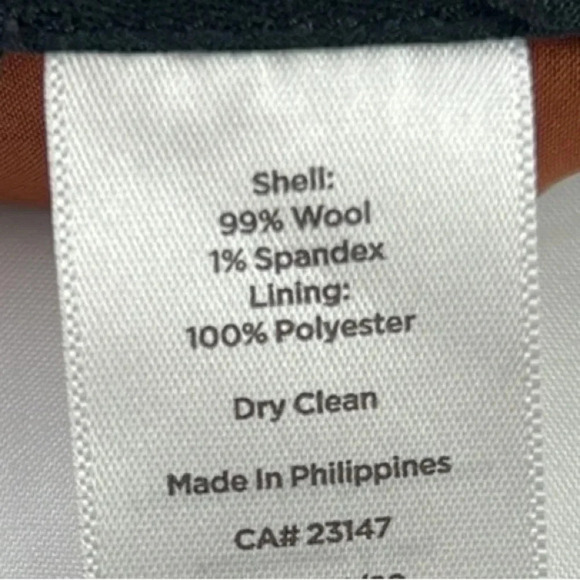 Shell:
99% Wool
1% Spandex
Lining:
100% Polyester
Dry Clean
Made In Philippines
CA# 23147